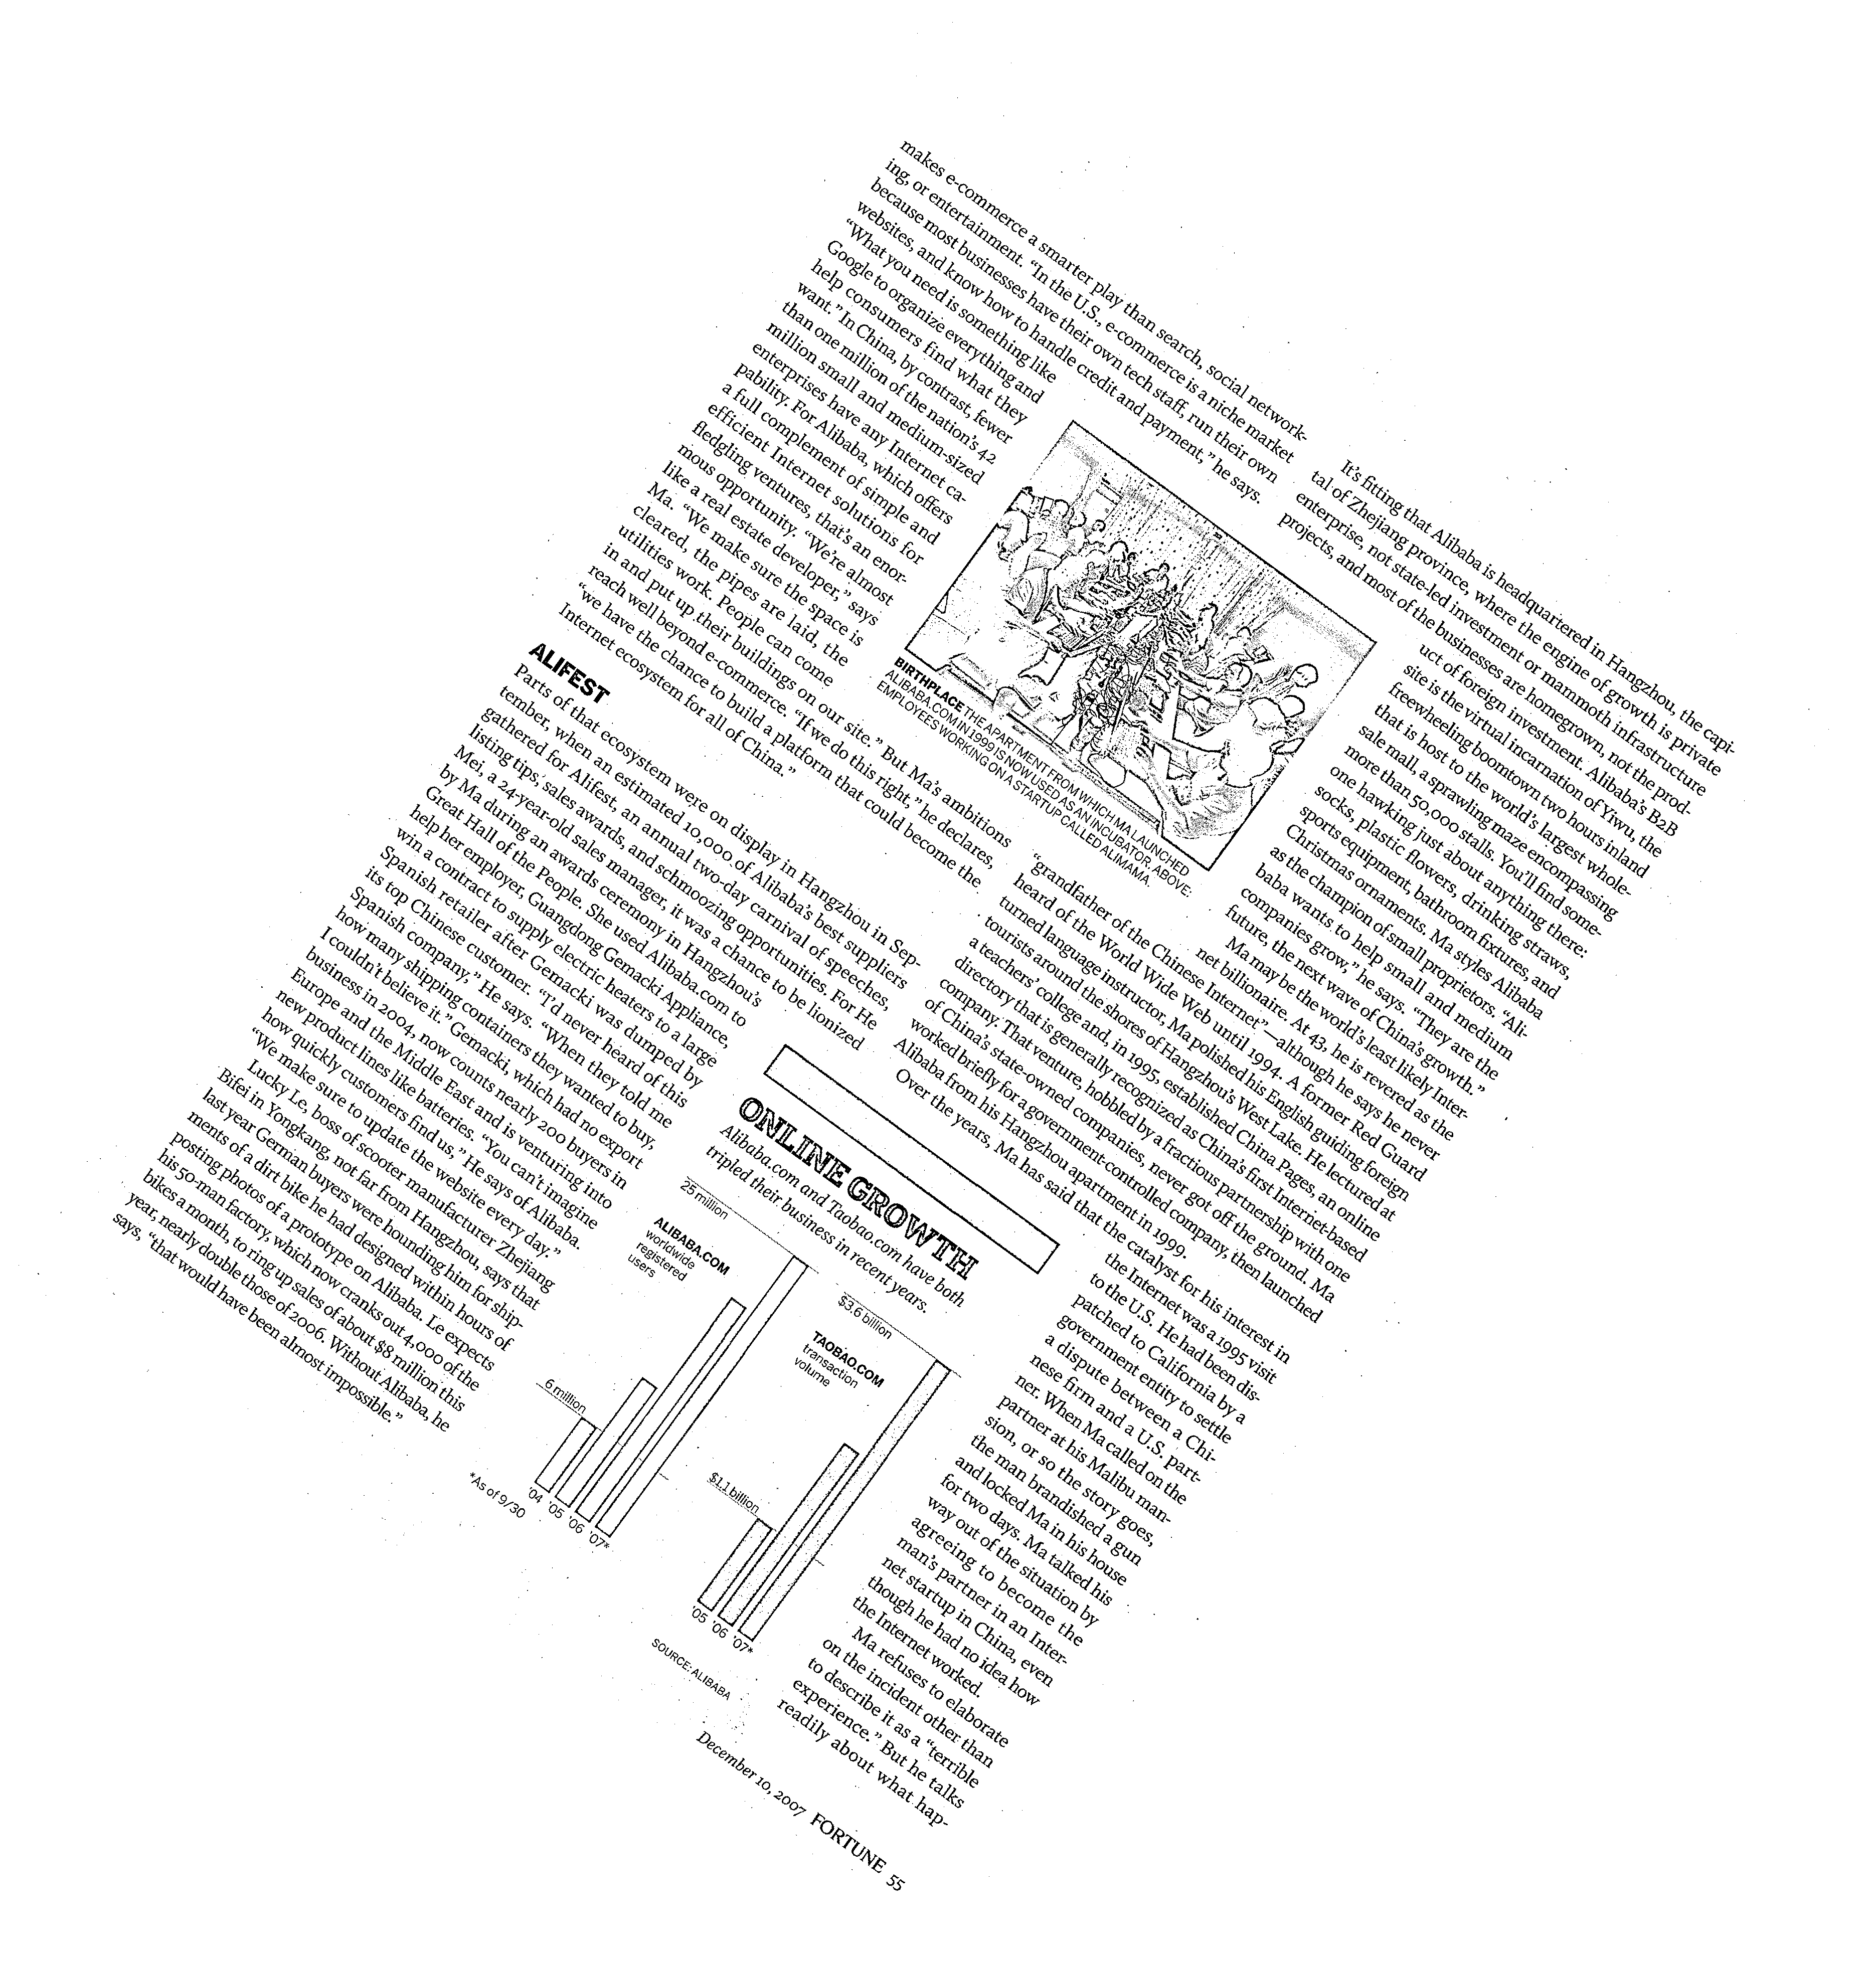 makes e-commerce a smarter play than search, social network-
ing, or entertainment. “In the U.S., e-commerce is a niche market
because most businesses have their own tech staff, run their own
websites, and know how to handle credit and payment,” he says.
“What you need is something like
Google to organize everything and
help consumers find what they
want.” In China, by contrast, fewer
than one million of the nation’s 42
million small and medium-sized
enterprises have any Internet ca-
pability. For Alibaba, which offers
a full complement of simple and
efficient Internet solutions for
fledgling ventures, that’s an enor-
mous opportunity. “We’re almost
like a real estate developer,” says
Ma. “We make sure the space is
cleared, the pipes are laid, the
utilities work. People can come
in and put up their buildings on our site.” But Ma’s ambitions
reach well beyond e-commerce. “If we do this right,” he declares,
“we have the chance to build a platform that could become the
Internet ecosystem for all of China.”
ALIFEST
Parts of that ecosystem were on display in Hangzhou in Sep-
tember, when an estimated 10,000 of Alibaba’s best suppliers
gathered for Alifest, an annual two-day carnival of speeches,
listing tips, sales awards, and schmoozing opportunities. For He
Mei, a 24-year-old sales manager, it was a chance to be lionized
by Ma during an awards ceremony in Hangzhou’s
Great Hall of the People. She used Alibaba.com to
help her employer, Guangdong Gemacki Appliance,
win a contract to supply electric heaters to a large
Spanish retailer after Gemacki was dumped by
its top Chinese customer. “I’d never heard of this
Spanish company,” He says. “When they told me
how many shipping containers they wanted to buy,
I couldn’t believe it.” Gemacki, which had no export
business in 2004, now counts nearly 200 buyers in
Europe and the Middle East and is venturing into
new product lines like batteries. “You can’t imagine
how quickly customers find us,” He says of Alibaba.
“We make sure to update the website every day.”
Lucky Le, boss of scooter manufacturer Zhejiang
Bifei in Yongkang, not far from Hangzhou, says that
last year German buyers were hounding him for ship-
ments of a dirt bike he had designed within hours of
posting photos of a prototype on Alibaba. Le expects
his 50-man factory, which now cranks out 4,000 of the
bikes a month, to ring up sales of about $8 million this
year, nearly double those of 2006. Without Alibaba, he
says, “that would have been almost impossible.”
BIRTHPLACE THE APARTMENT FROM WHICH MA LAUNCHED
ALIBABA.COM IN 1999 IS NOW USED AS AN INCUBATOR. ABOVE:
EMPLOYEES WORKING ON A STARTUP CALLED ALIMAMA.
ONLINE GROWTH
Alibaba.com and Taobao.com have both
tripled their business in recent years.
25 million
ALIBABA.COM
worldwide
registered
users
6 million
’04 ’05 ’06 ’07*
*As of 9/30
$3.6 billion
TAOBAO.COM
transaction
volume
$1.1 billion
’05 ’06 ’07*
SOURCE: ALIBABA
It’s fitting that Alibaba is headquartered in Hangzhou, the capi-
tal of Zhejiang province, where the engine of growth is private
enterprise, not state-led investment or mammoth infrastructure
projects, and most of the businesses are homegrown, not the prod-
uct of foreign investment. Alibaba’s B2B
site is the virtual incarnation of Yiwu, the
freewheeling boomtown two hours inland
that is host to the world’s largest whole-
sale mall, a sprawling maze encompassing
more than 50,000 stalls. You’ll find some-
one hawking just about anything there:
socks, plastic flowers, drinking straws,
sports equipment, bathroom fixtures, and
Christmas ornaments. Ma styles Alibaba
as the champion of small proprietors. “Ali-
baba wants to help small and medium
companies grow,” he says. “They are the
future, the next wave of China’s growth.”
Ma may be the world’s least likely Inter-
net billionaire. At 43, he is revered as the
“grandfather of the Chinese Internet”—although he says he never
heard of the World Wide Web until 1994. A former Red Guard
turned language instructor, Ma polished his English guiding foreign
tourists around the shores of Hangzhou’s West Lake. He lectured at
a teachers’ college and, in 1995, established China Pages, an online
directory that is generally recognized as China’s first Internet-based
company. That venture, hobbled by a fractious partnership with one
of China’s state-owned companies, never got off the ground. Ma
worked briefly for a government-controlled company, then launched
Alibaba from his Hangzhou apartment in 1999.
Over the years, Ma has said that the catalyst for his interest in
the Internet was a 1995 visit
to the U.S. He had been dis-
patched to California by a
government entity to settle
a dispute between a Chi-
nese firm and a U.S. part-
ner. When Ma called on the
partner at his Malibu man-
sion, or so the story goes,
the man brandished a gun
and locked Ma in his house
for two days. Ma talked his
way out of the situation by
agreeing to become the
man’s partner in an Inter-
net startup in China, even
though he had no idea how
the Internet worked.
Ma refuses to elaborate
on the incident other than
to describe it as a “terrible
experience.” But he talks
readily about what hap-
December 10, 2007 FORTUNE 55